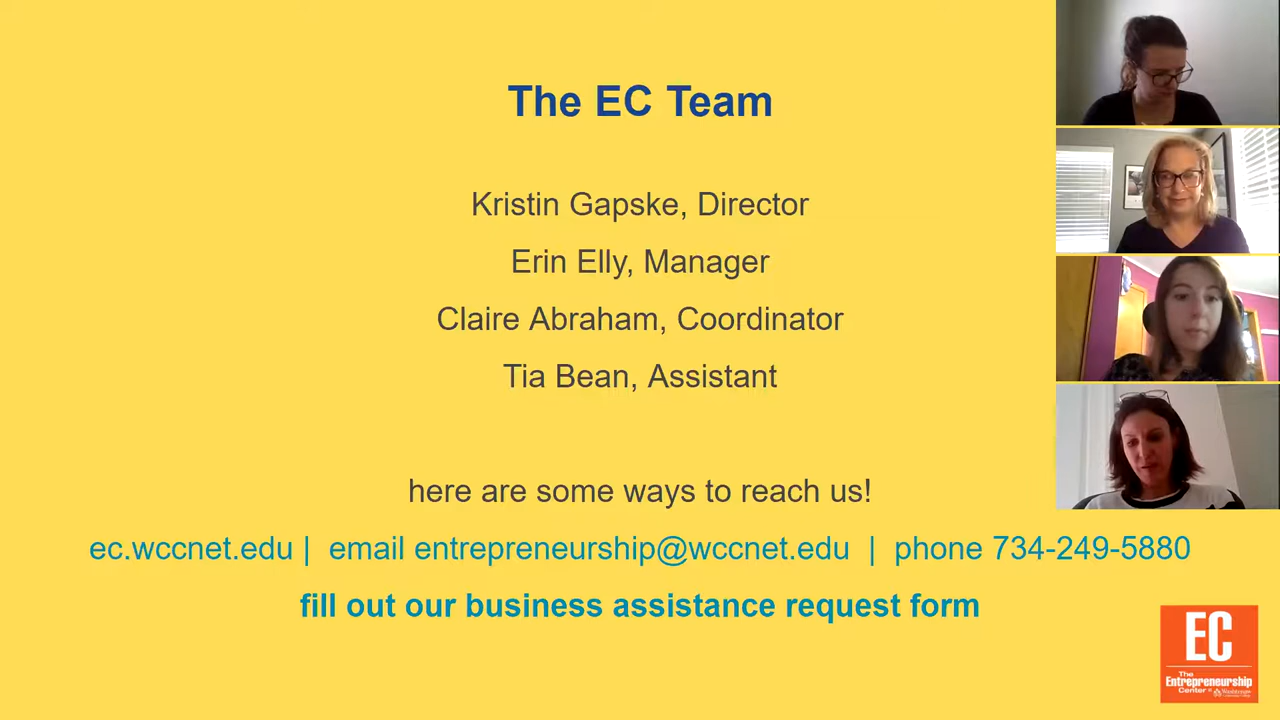 The EC Team
Kristin Gapske, Director
Erin Elly, Manager
Claire Abraham, Coordinator
Tia Bean, Assistant
here are some ways to reach us!
ec.wccnet.edu | email entrepreneurship@wccnet.edu | phone 734-249-5880
fill out our business assistance request form
EC
The
Entrepreneurship
Center